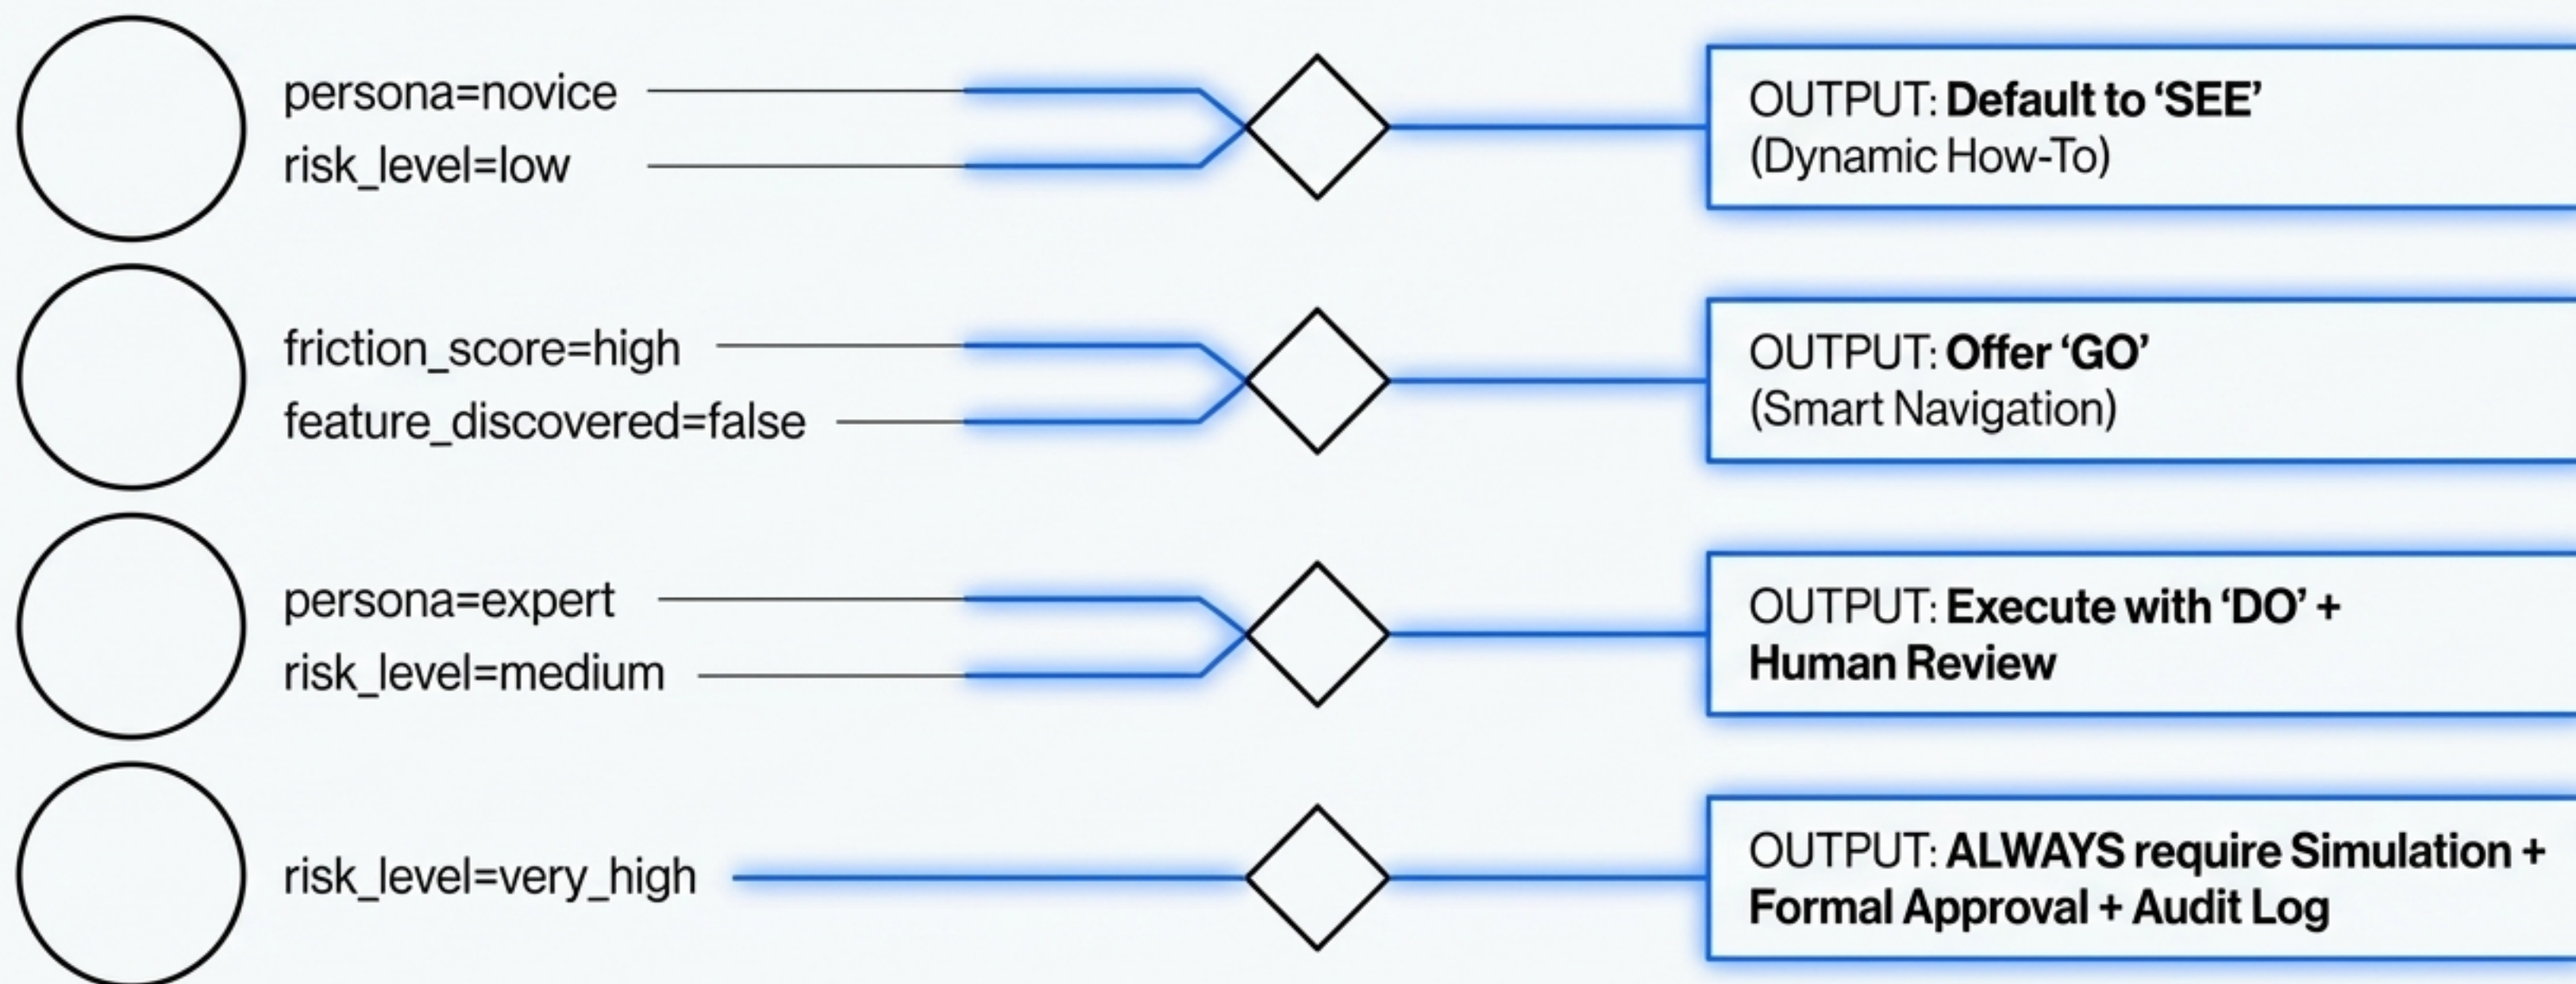 persona=novice
risk_level=low
OUTPUT: Default to ‘SEE’
(Dynamic How-To)
friction_score=high
feature_discovered=false
OUTPUT: Offer ‘GO’
(Smart Navigation)
persona=expert
risk_level=medium
OUTPUT: Execute with ‘DO’ +
Human Review
risk_level=very_high
OUTPUT: ALWAYS require Simulation +
Formal Approval + Audit Log